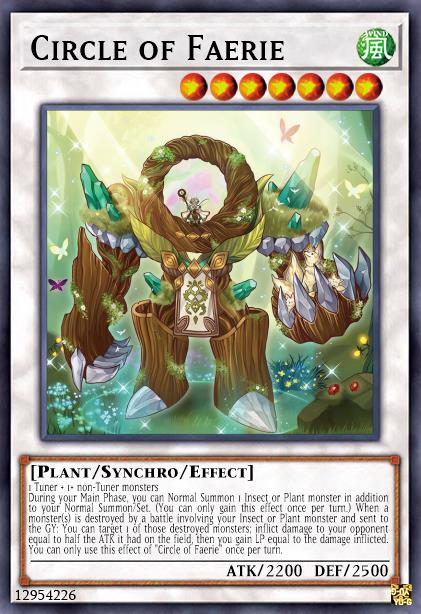 CIRCLE OF FAERIE
WIND
風
[PLANT/SYNCHRO/EFFECT]
1 Tuner + 1+ non-Tuner monsters
During your Main Phase, you can Normal Summon 1 Insect or Plant monster in addition
to your Normal Summon/Set. (You can only gain this effect once per turn.) When a
monster(s) is destroyed by a battle involving your Insect or Plant monster and sent to
the GY: You can target 1 of those destroyed monsters; inflict damage to your opponent
equal to half the ATK it had on the field, then you gain LP equal to the damage inflicted.
You can only use this effect of "Circle of Faerie" once per turn.
ATK/2200 DEF/2500
12954226